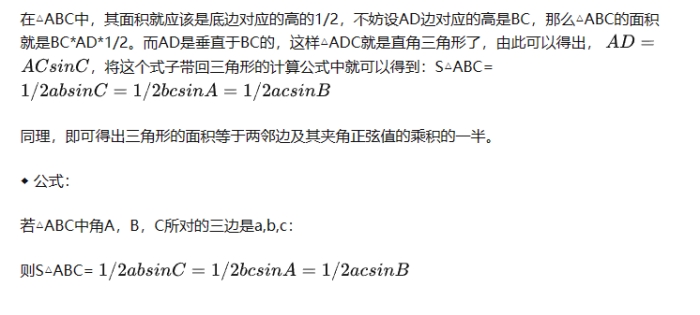 在△ABC中，其面积就应该是底边对应的高的1/2，不妨设AD边对应的高是BC，那么△ABC的面积
就是BC*AD*1/2。而AD是垂直于BC的，这样△ADC就是直角三角形了，由此可以得出， AD =
ACsinC，将这个式子带回三角形的计算公式中就可以得到：S△ABC=
1/2absinC = 1/2bcsinA = 1/2acsinB
同理，即可得出三角形的面积等于两邻边及其夹角正弦值的乘积的一半。
◆ 公式：
若△ABC中角A，B，C所对的三边是a,b,c：
则S△ABC= 1/2absinC = 1/2bcsinA = 1/2acsinB